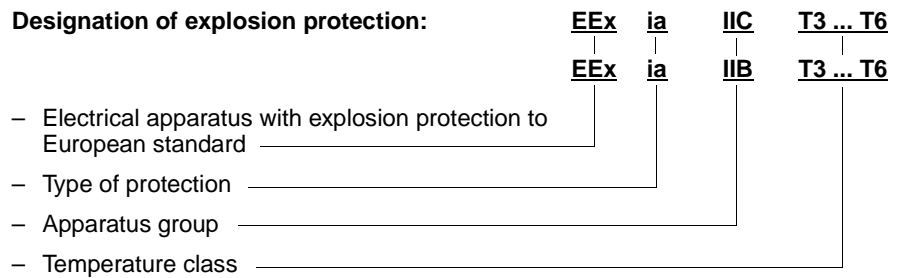 Designation of explosion protection: EEx ia IIC T3 ... T6
EEx ia IIB T3 ... T6
– Electrical apparatus with explosion protection to
European standard
– Type of protection
– Apparatus group
– Temperature class